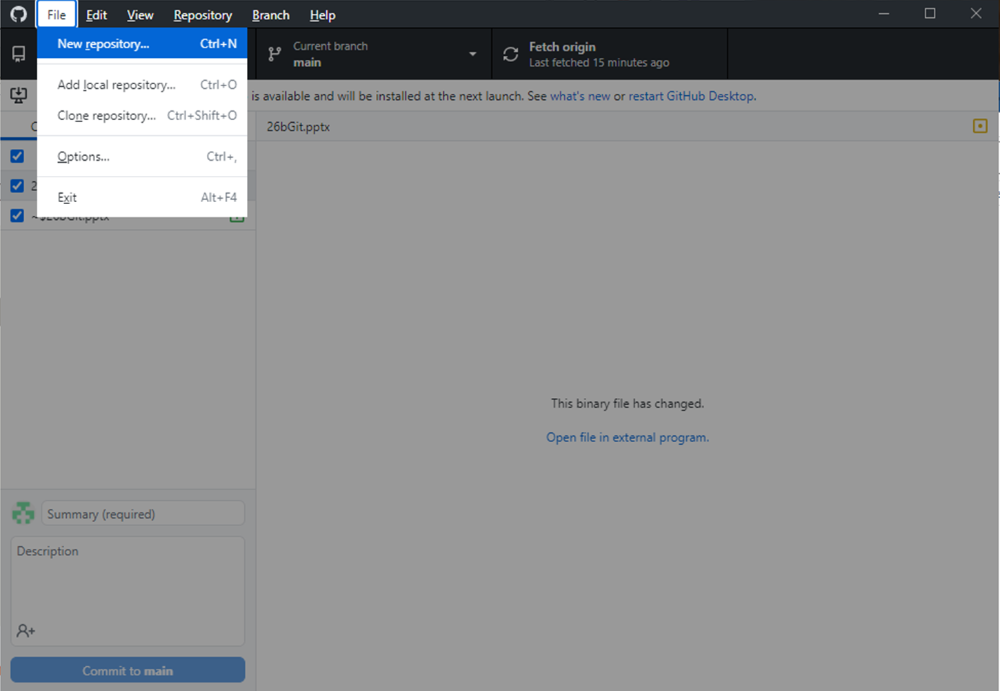 File Edit View Repository Branch Help
New repository... Ctrl+N
Add local repository... Ctrl+O
Clone repository... Ctrl+Shift+O
Options... Ctrl+,
Exit Alt+F4
Current branch
main
Fetch origin
Last fetched 15 minutes ago
is available and will be installed at the next launch. See what's new or restart GitHub Desktop.
26bGit.pptx
2
~$26bGit.pptx
This binary file has changed.
Open file in external program.
Summary (required)
Description
Commit to main